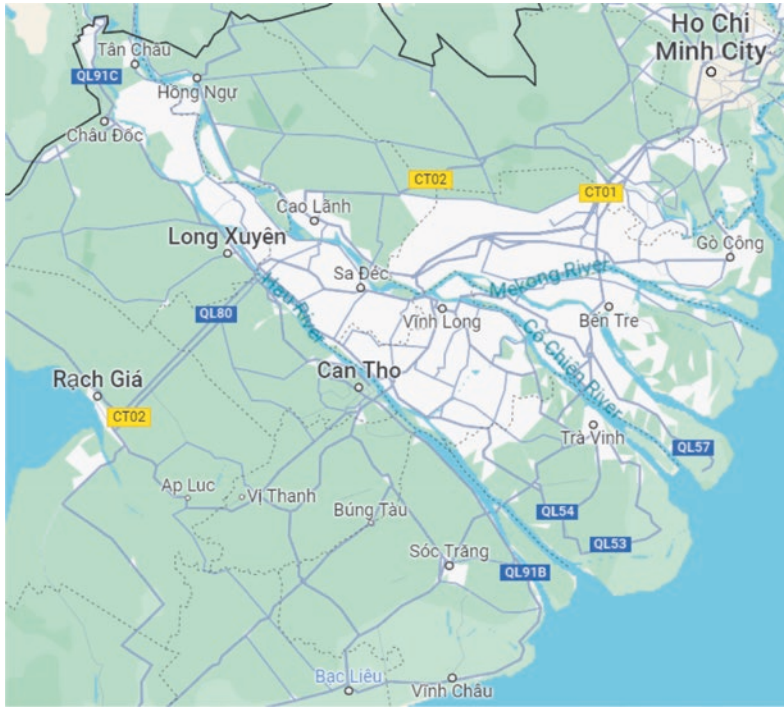 Ho Chi
Minh City
Tân Châu
QL91C
Hồng Ngự
Châu Đốc
CT02
CT01
Cao Lãnh
Gò Công
Long Xuyên
Sa Đéc
Mekong River
Hau River
QL80
Vĩnh Long
Bến Tre
Cổ Chiên River
Can Tho
Rạch Giá
CT02
Trà Vinh
QL57
Ap Luc
Vị Thanh
Búng Tàu
QL54
QL53
Sóc Trăng
QL91B
Bạc Liêu
Vĩnh Châu